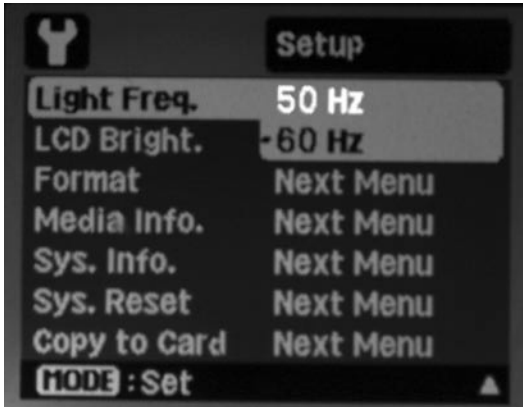 Setup
Light Freq. 50 Hz
LCD Bright. -60 Hz
Format Next Menu
Media Info. Next Menu
Sys. Info. Next Menu
Sys. Reset Next Menu
Copy to Card Next Menu
MODE :Set